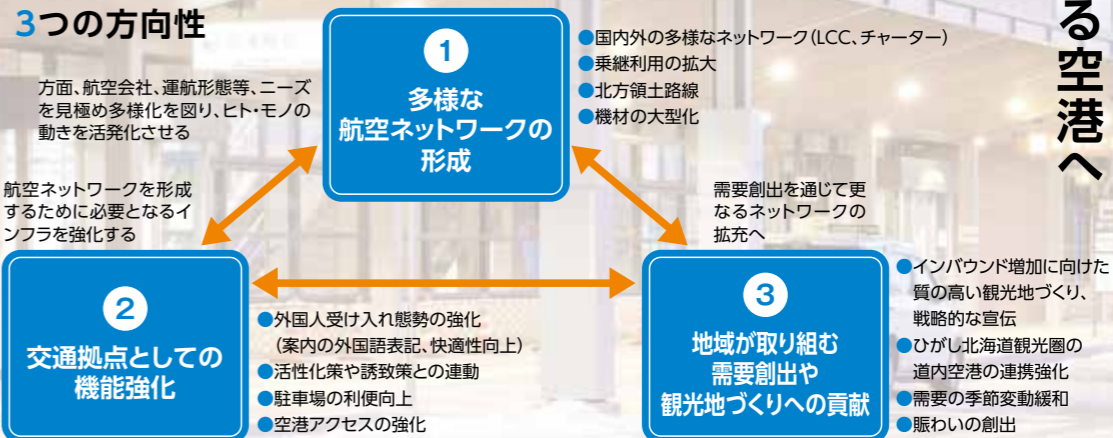 3つの方向性
る空港へ
方面、航空会社、運航形態等、ニーズ
を見極め多様化を図り、ヒト・モノの
動きを活発化させる
1
多様な
航空ネットワークの
形成
●国内外の多様なネットワーク(LCC、チャーター)
●乗継利用の拡大
●北方領土路線
●機材の大型化
航空ネットワークを形成
するために必要となるイ
ンフラを強化する
需要創出を通じて更
なるネットワークの
拡充へ
2
交通拠点としての
機能強化
●外国人受け入れ態勢の強化
(案内の外国語表記、快適性向上)
●活性化策や誘致策との連動
●駐車場の利便向上
●空港アクセスの強化
3
地域が取り組む
需要創出や
観光地づくりへの貢献
●インバウンド増加に向けた
質の高い観光地づくり、
戦略的な宣伝
●ひがし北海道観光圏の
道内空港の連携強化
●需要の季節変動緩和
●賑わいの創出